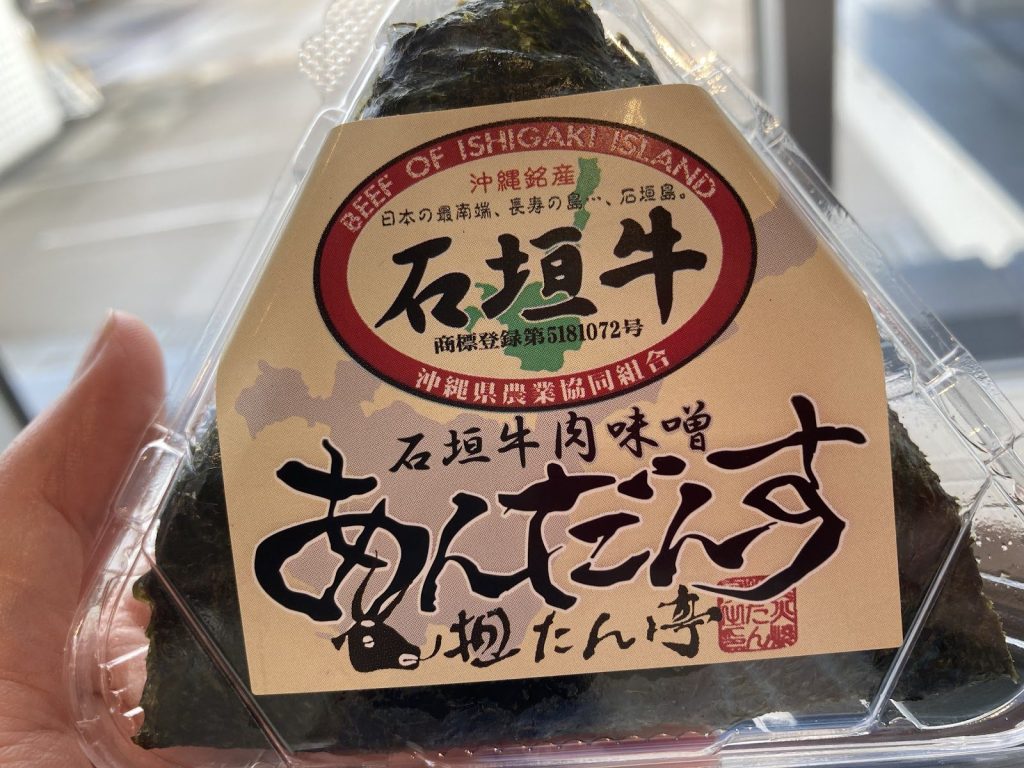 BEEF OF ISHIGAKI ISLAND
沖縄銘産
日本の最南端、長寿の島…、石垣島。
石垣牛
商標登録第5181072号
沖縄県農業協同組合
石垣牛肉味噌
あんだんす
担たん亭